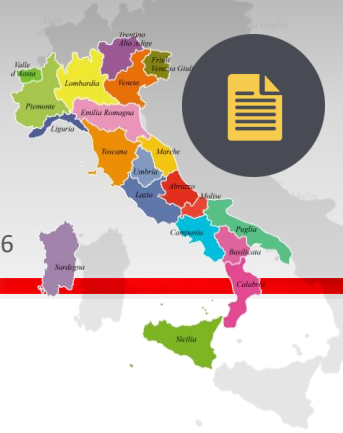 Trentino
Alto Adige
Friuli
Venezia Giulia
Valle
d'Aosta
Lombardia
Veneto
Piemonte
Emilia Romagna
Liguria
Toscana
Marche
Umbria
Lazio
Abruzzo
Molise
Campania
Puglia
Basilicata
6
Sardegna
Calabria
Sicilia